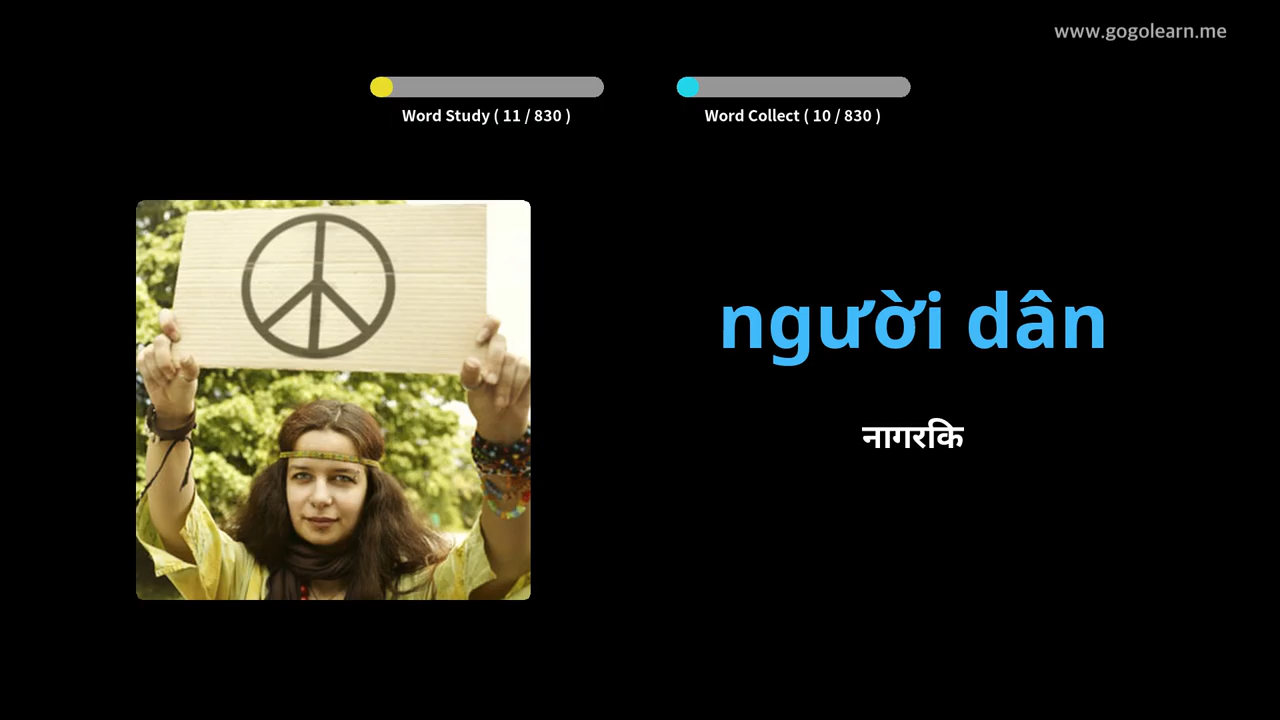 www.gogolearn.me
Word Study ( 11 / 830 )
Word Collect ( 10 / 830 )
người dân
नागरकि